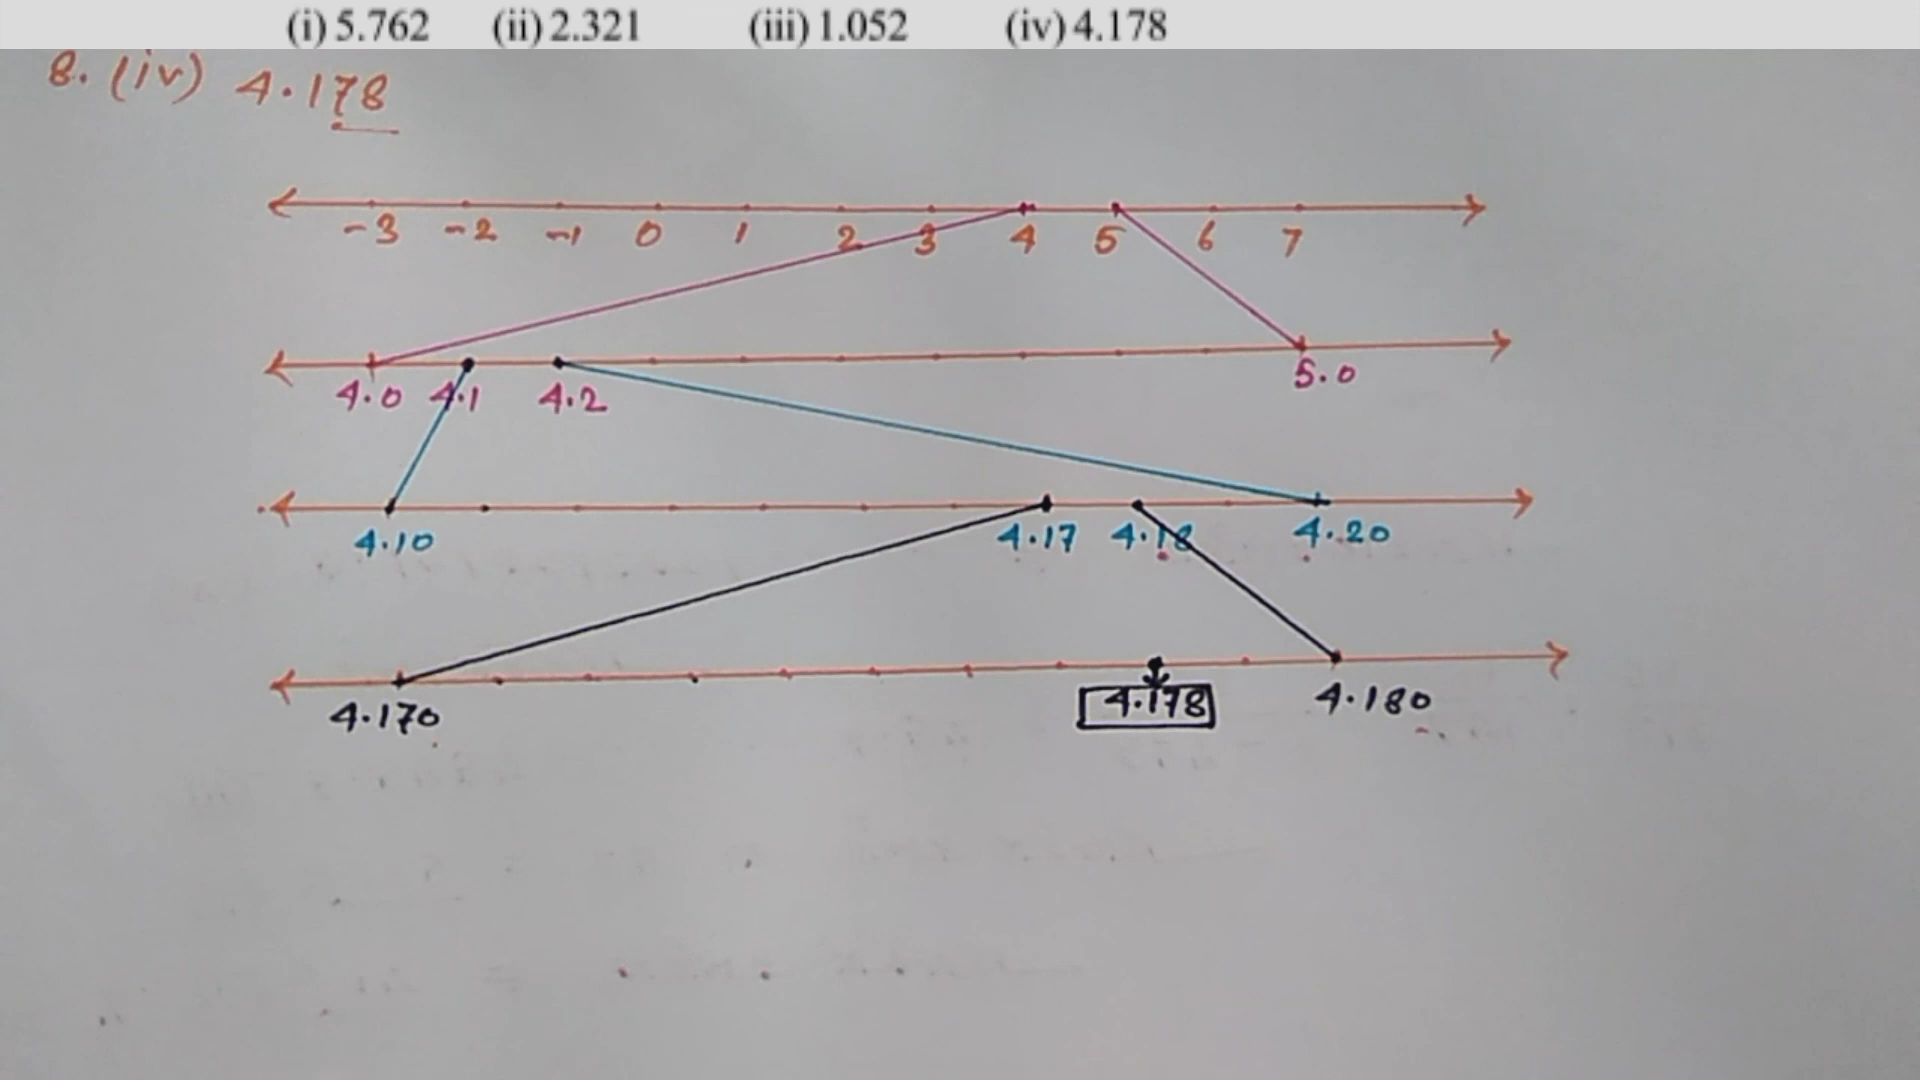 (i) 5.762 (ii) 2.321 (iii) 1.052 (iv) 4.178
8. (iv) 4.178
-3 -2 -1 0 1 2 3 4 5 6 7
4.0 4.1 4.2 5.0
4.10 4.17 4.18 4.20
4.170 4.178 4.180